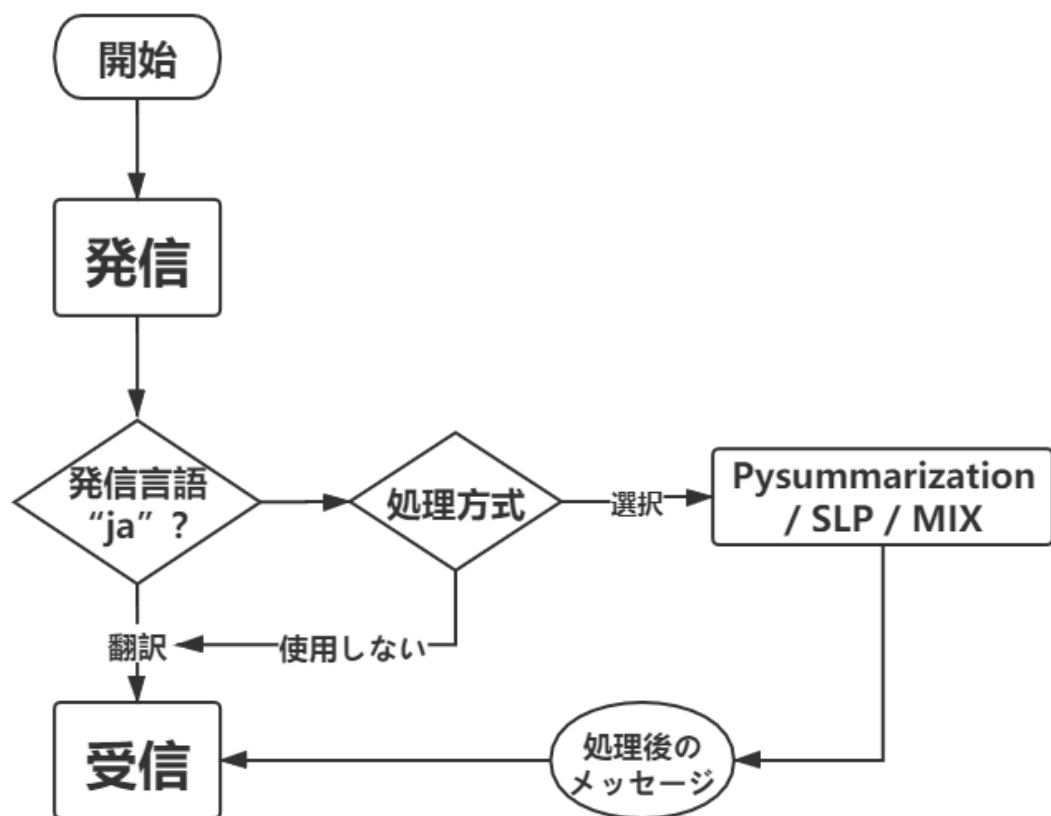 開始
発信
発信言語
“ja” ?
処理方式
選択
Pysummarization
/ SLP / MIX
翻訳
使用しない
受信
処理後の
メッセージ